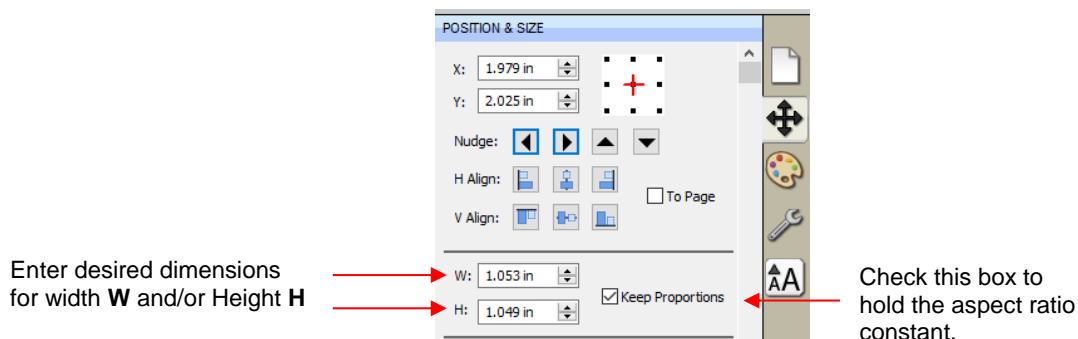 POSITION & SIZE
X: 1.979 in
Y: 2.025 in
Nudge:
H Align:
To Page
V Align:
Enter desired dimensions
for width W and/or Height H
W: 1.053 in
H: 1.049 in
Keep Proportions
AA
Check this box to
hold the aspect ratio
constant.